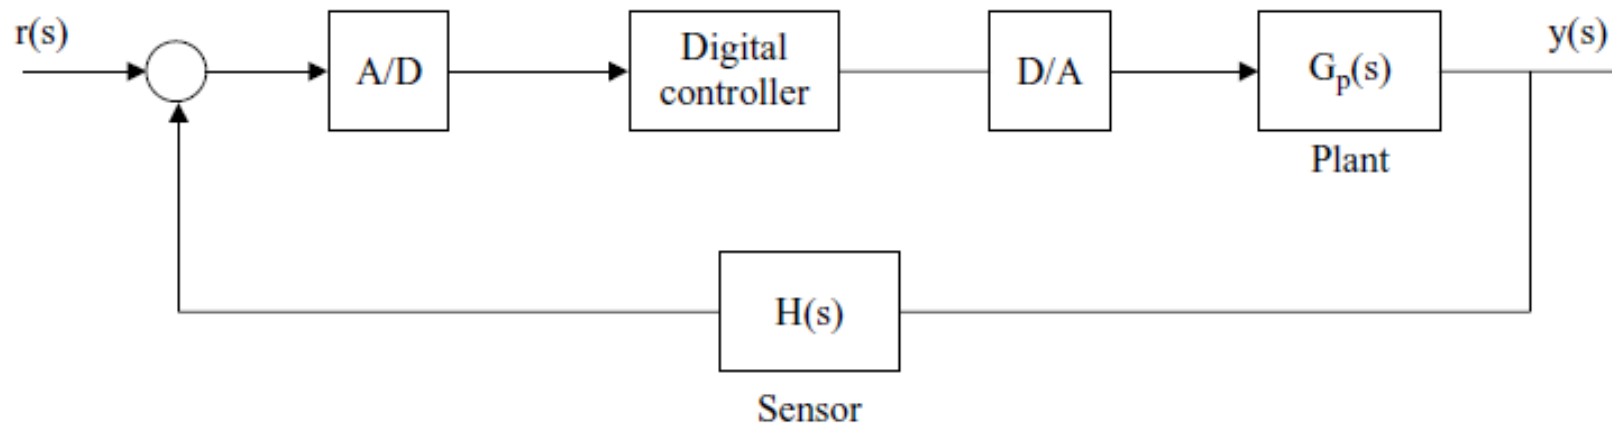 r(s)
A/D
Digital
controller
D/A
Gp(s)
y(s)
Plant
H(s)
Sensor